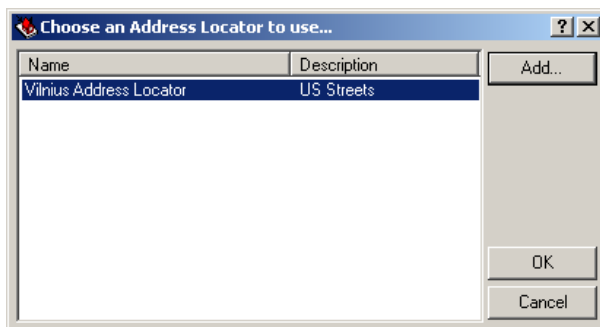 Choose an Address Locator to use...
Name Description Add...
Vilnius Address Locator US Streets
OK
Cancel